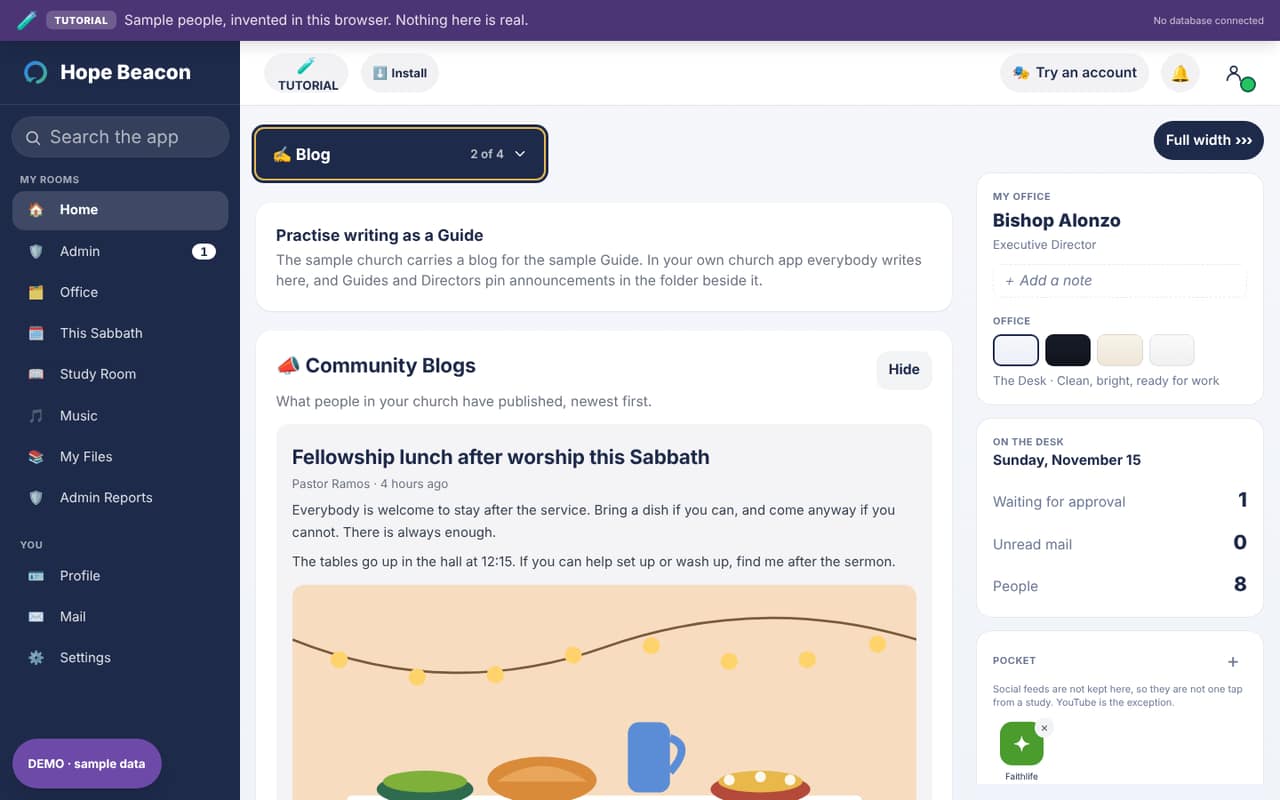 TUTORIAL Sample people, invented in this browser. Nothing here is real.
No database connected
Hope Beacon
Search the app
MY ROOMS
Home
Admin 1
Office
This Sabbath
Study Room
Music
My Files
Admin Reports
YOU
Profile
Mail
Settings
DEMO · sample data
TUTORIAL
Install
Try an account
Blog 2 of 4
Full width ›››
Practise writing as a Guide
The sample church carries a blog for the sample Guide. In your own church app everybody writes
here, and Guides and Directors pin announcements in the folder beside it.
Community Blogs
Hide
What people in your church have published, newest first.
Fellowship lunch after worship this Sabbath
Pastor Ramos · 4 hours ago
Everybody is welcome to stay after the service. Bring a dish if you can, and come anyway if you
cannot. There is always enough.
The tables go up in the hall at 12:15. If you can help set up or wash up, find me after the sermon.
MY OFFICE
Bishop Alonzo
Executive Director
+ Add a note
OFFICE
The Desk · Clean, bright, ready for work
ON THE DESK
Sunday, November 15
Waiting for approval 1
Unread mail 0
People 8
POCKET +
Social feeds are not kept here, so they are not one tap
from a study. YouTube is the exception.
×
Faithlife